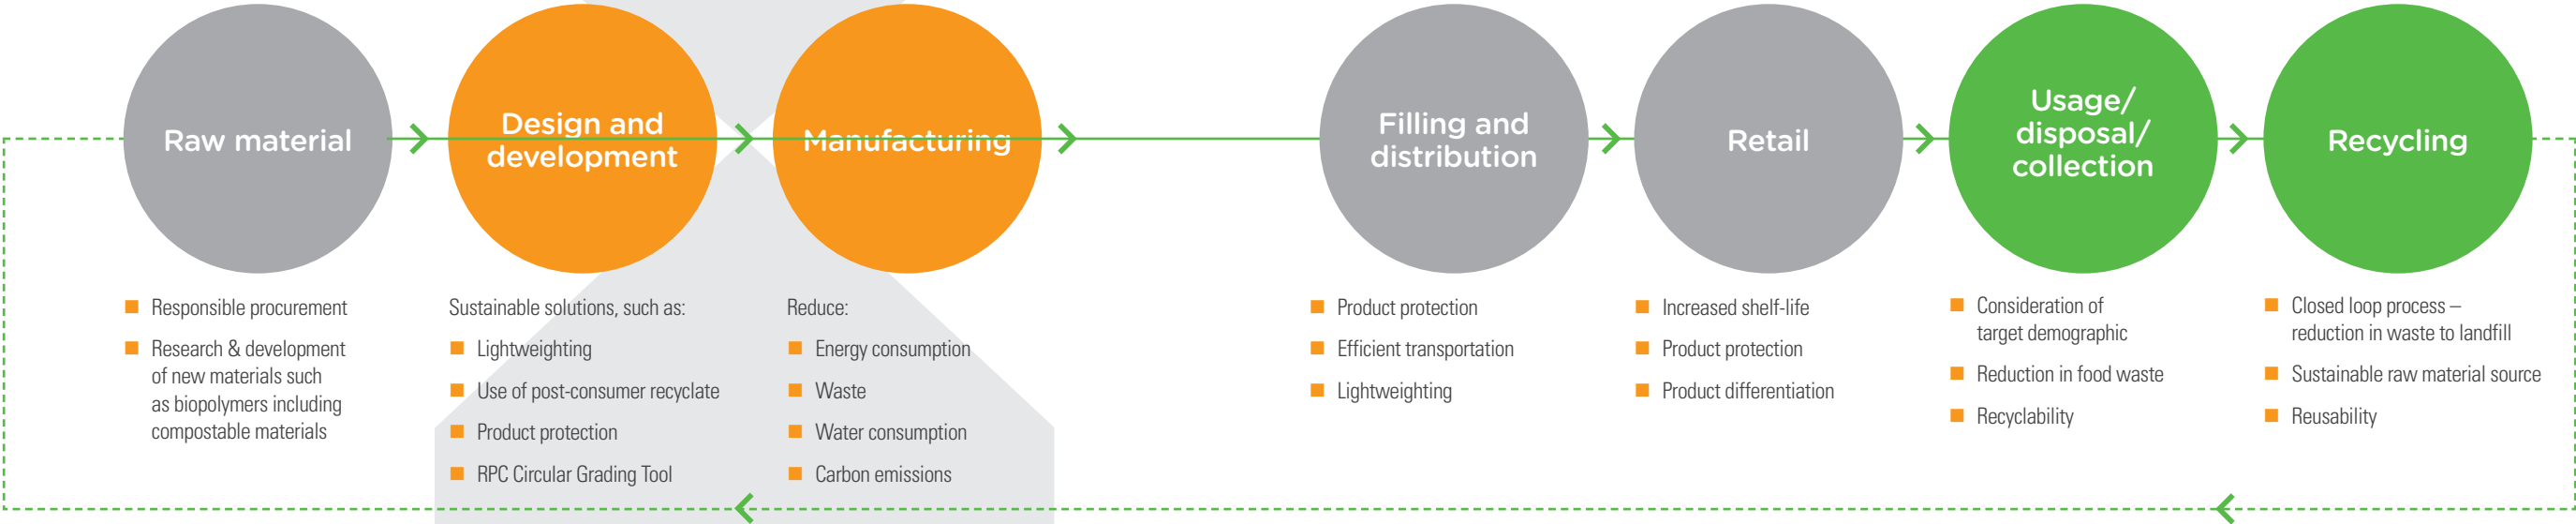 Raw material
Design and
development
Manufacturing
Filling and
distribution
Retail
Usage/
disposal/
collection
Recycling
Responsible procurement
Research & development
of new materials such
as biopolymers including
compostable materials
Sustainable solutions, such as:
Lightweighting
Use of post-consumer recyclate
Product protection
RPC Circular Grading Tool
Reduce:
Energy consumption
Waste
Water consumption
Carbon emissions
Product protection
Efficient transportation
Lightweighting
Increased shelf-life
Product protection
Product differentiation
Consideration of
target demographic
Reduction in food waste
Recyclability
Closed loop process –
reduction in waste to landfill
Sustainable raw material source
Reusability